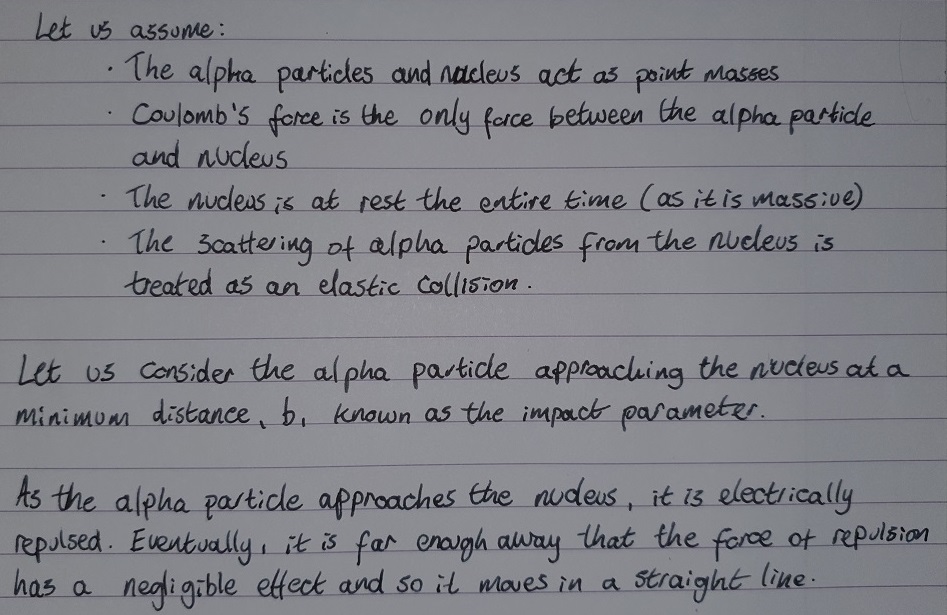 Let us assume:
· The alpha particles and nucleus act as point masses
· Coulomb's force is the only force between the alpha particle
and nucleus
· The nucleus is at rest the entire time (as it is massive)
· The scattering of alpha particles from the nucleus is
treated as an elastic collision.
Let us consider the alpha particle approaching the nucleus at a
minimum distance, b, known as the impact parameter.
As the alpha particle approaches the nucleus, it is electrically
repulsed. Eventually, it is far enough away that the force of repulsion
has a negligible effect and so it moves in a straight line.